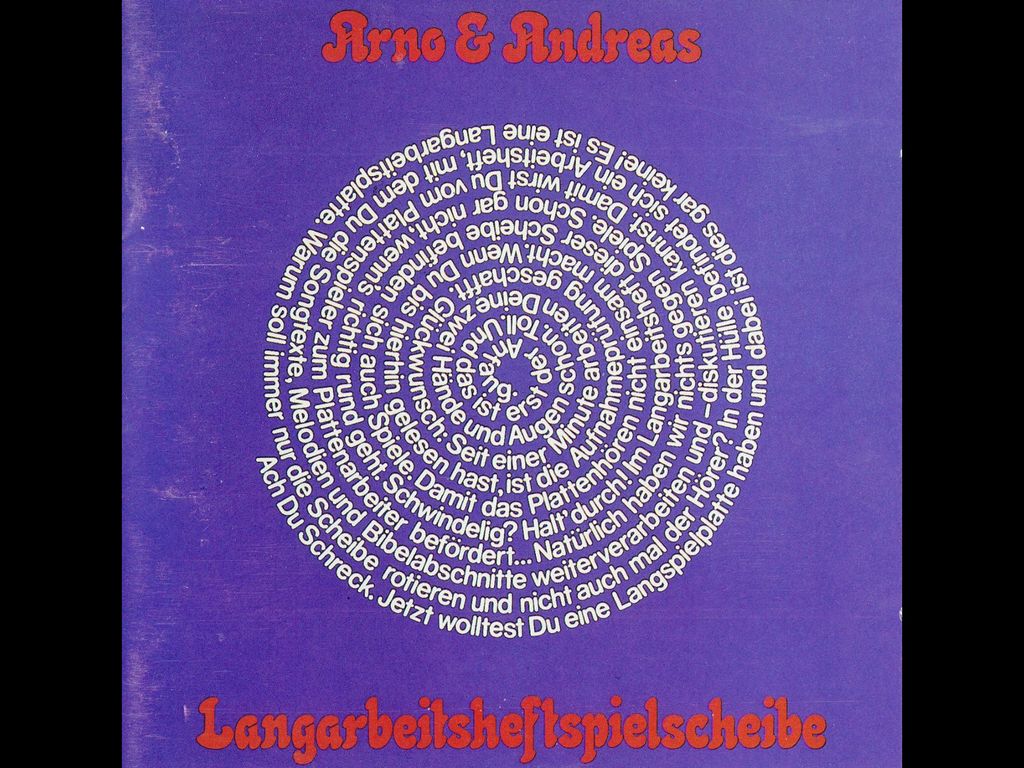 Arno & Andreas
Ach Du Schreck. Jetzt wolltest Du eine Langspielplatte haben und dabei ist dies gar keine! Es ist eine Langarbeitsplatte. Warum soll immer nur die Scheibe rotieren und nicht auch mal der Hörer? In der Hülle befindet sich ein Arbeitsheft, mit dem Du die Songtexte, Melodien und Bibelabschnitte weiterverarbeiten und –diskutieren kannst. Damit wirst Du vom Plattenspieler zum Plattenarbeiter befördert... Natürlich haben wir nichts gegen Spiele. Schon gar nicht, wenn's richtig rund geht. Schwindelig? Halt' durch! Im Langarbeitsheft dieser Scheibe befinden sich auch Spiele. Damit das Plattenhören nicht einsam macht. Wenn Du bis hierhin gelesen hast, ist die Aufnahmeprüfung geschafft. Glückwunsch: Seit einer Minute arbeiten Deine zwei Hände und Augen schon. Toll! Und das ist erst der Anfang.
Langarbeitsheftspielscheibe